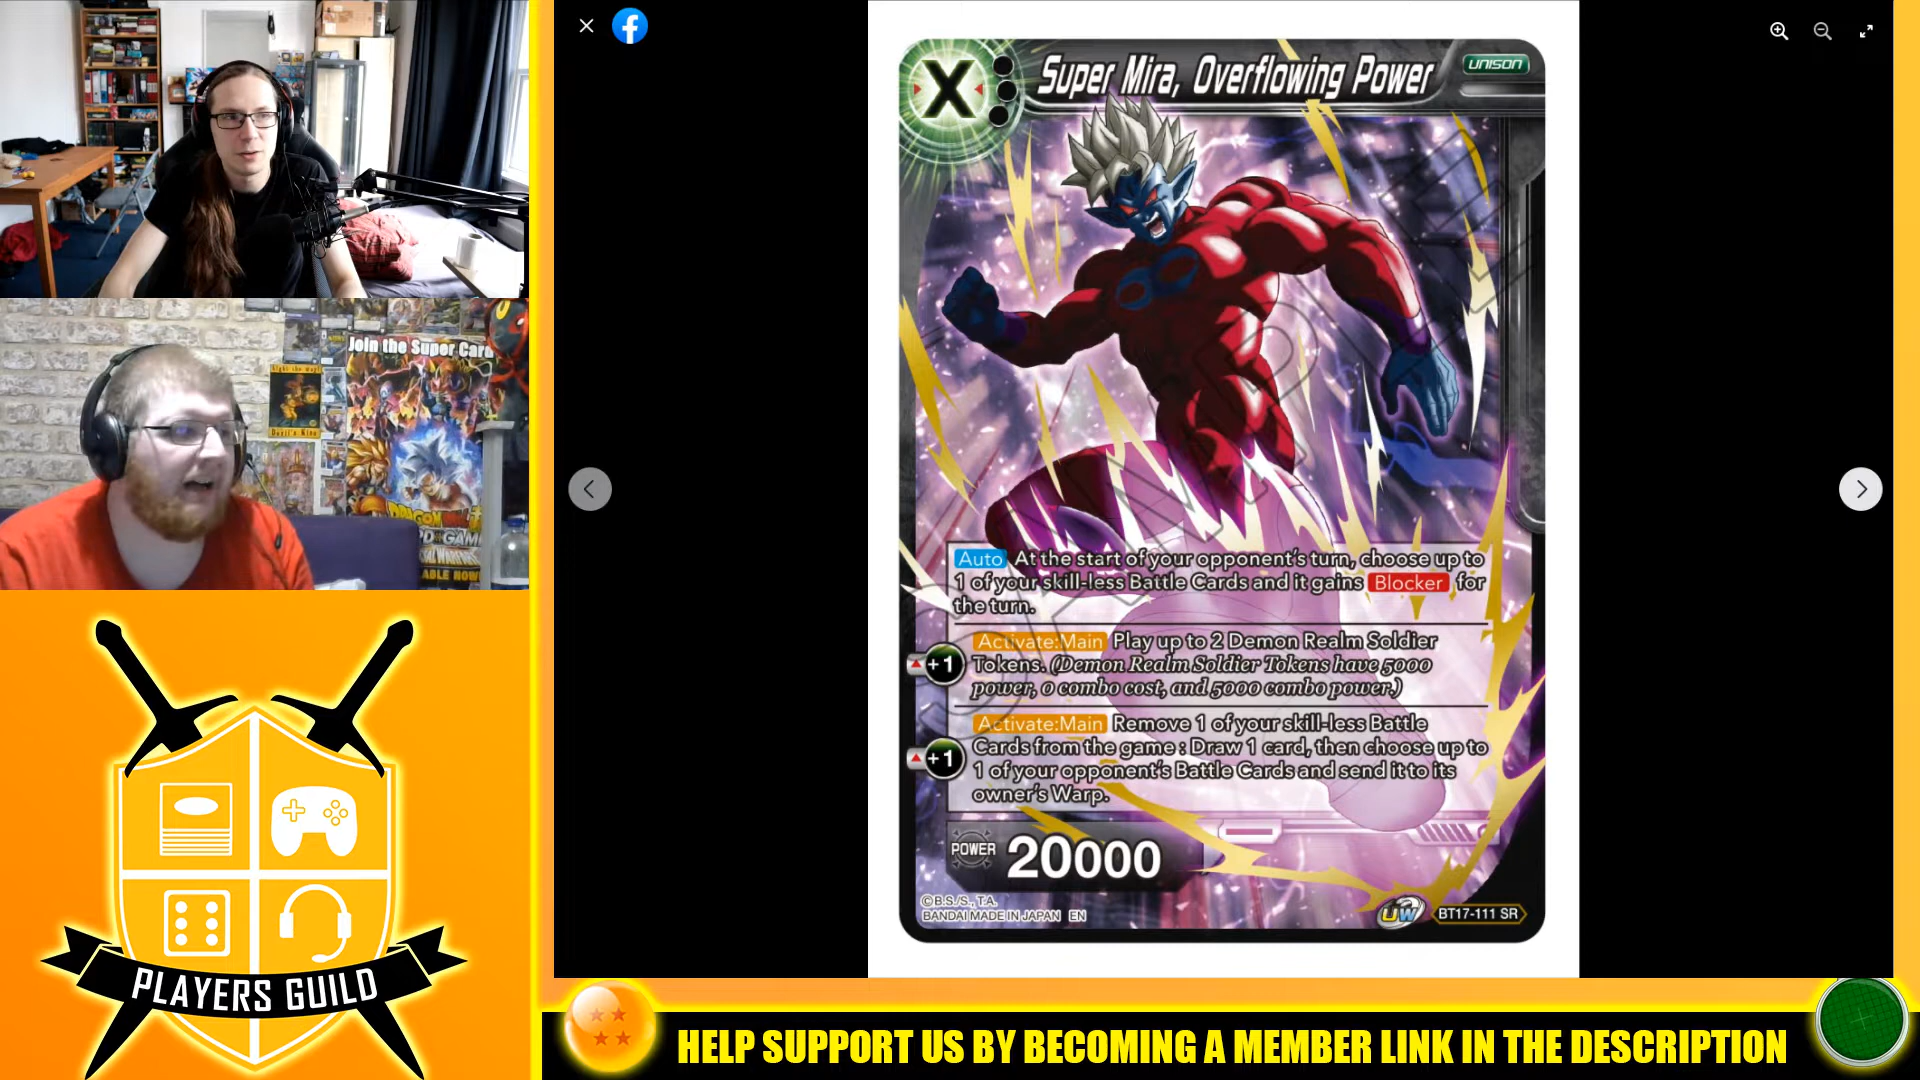 X
Super Mira, Overflowing Power
UNISON
Join the Super Card
Devil's King
DRAGON BALL
Auto At the start of your opponent's turn, choose up to
1 of your skill-less Battle Cards and it gains Blocker for
the turn.
+1
Activate:Main Play up to 2 Demon Realm Soldier
Tokens. (Demon Realm Soldier Tokens have 5000
power, 0 combo cost, and 5000 combo power.)
+1
Activate:Main Remove 1 of your skill-less Battle
Cards from the game : Draw 1 card, then choose up to
1 of your opponent's Battle Cards and send it to its
owner's Warp.
POWER 20000
©B.S./S., T.A.
BANDAI MADE IN JAPAN EN
UW
BT17-111 SR
PLAYERS GUILD
HELP SUPPORT US BY BECOMING A MEMBER LINK IN THE DESCRIPTION